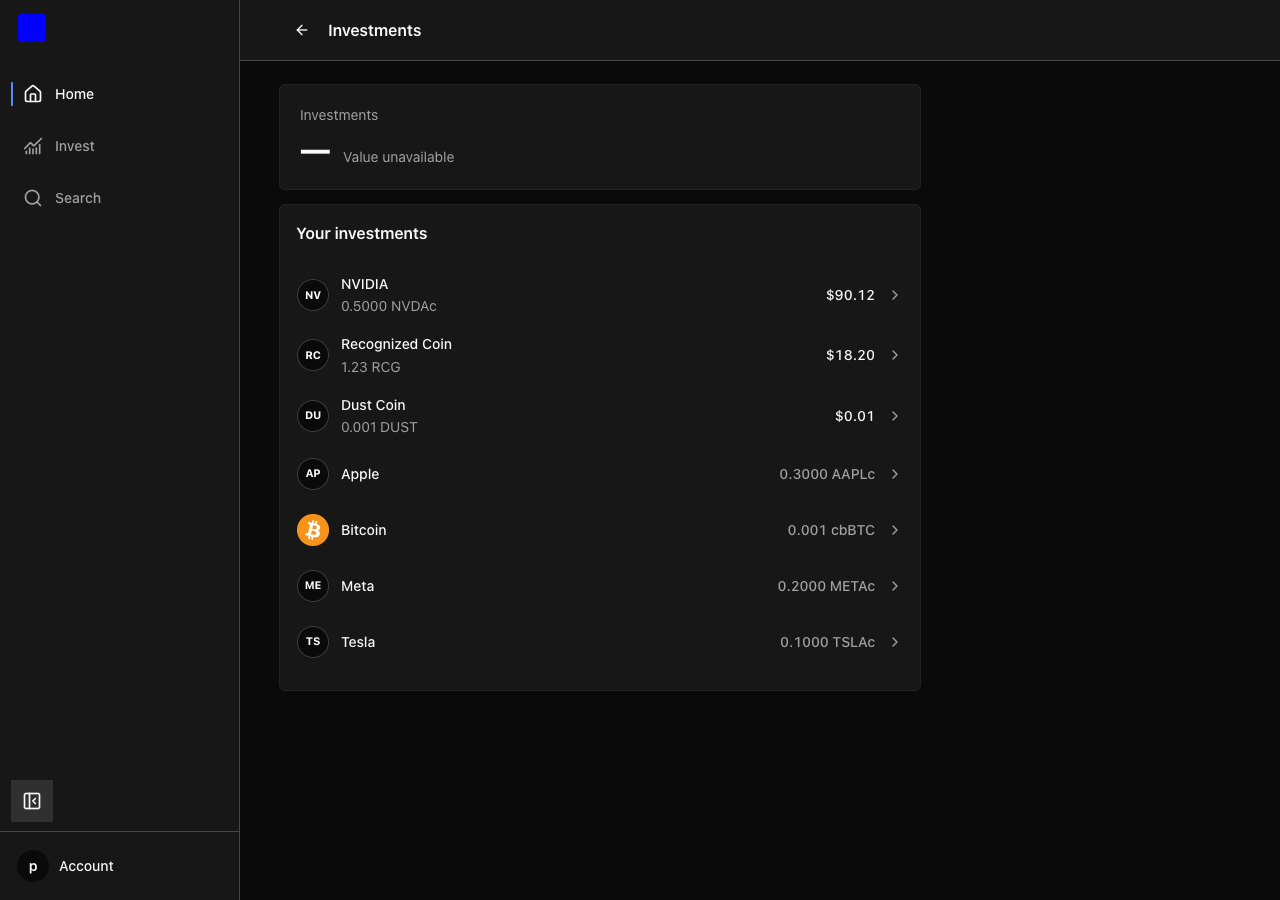 Investments
Home
Invest
Search
Investments
Value unavailable
Your investments
NV
NVIDIA
0.5000 NVDAc
$90.12
RC
Recognized Coin
1.23 RCG
$18.20
DU
Dust Coin
0.001 DUST
$0.01
AP
Apple
0.3000 AAPLc
Bitcoin
0.001 cbBTC
ME
Meta
0.2000 METAc
TS
Tesla
0.1000 TSLAc
p
Account